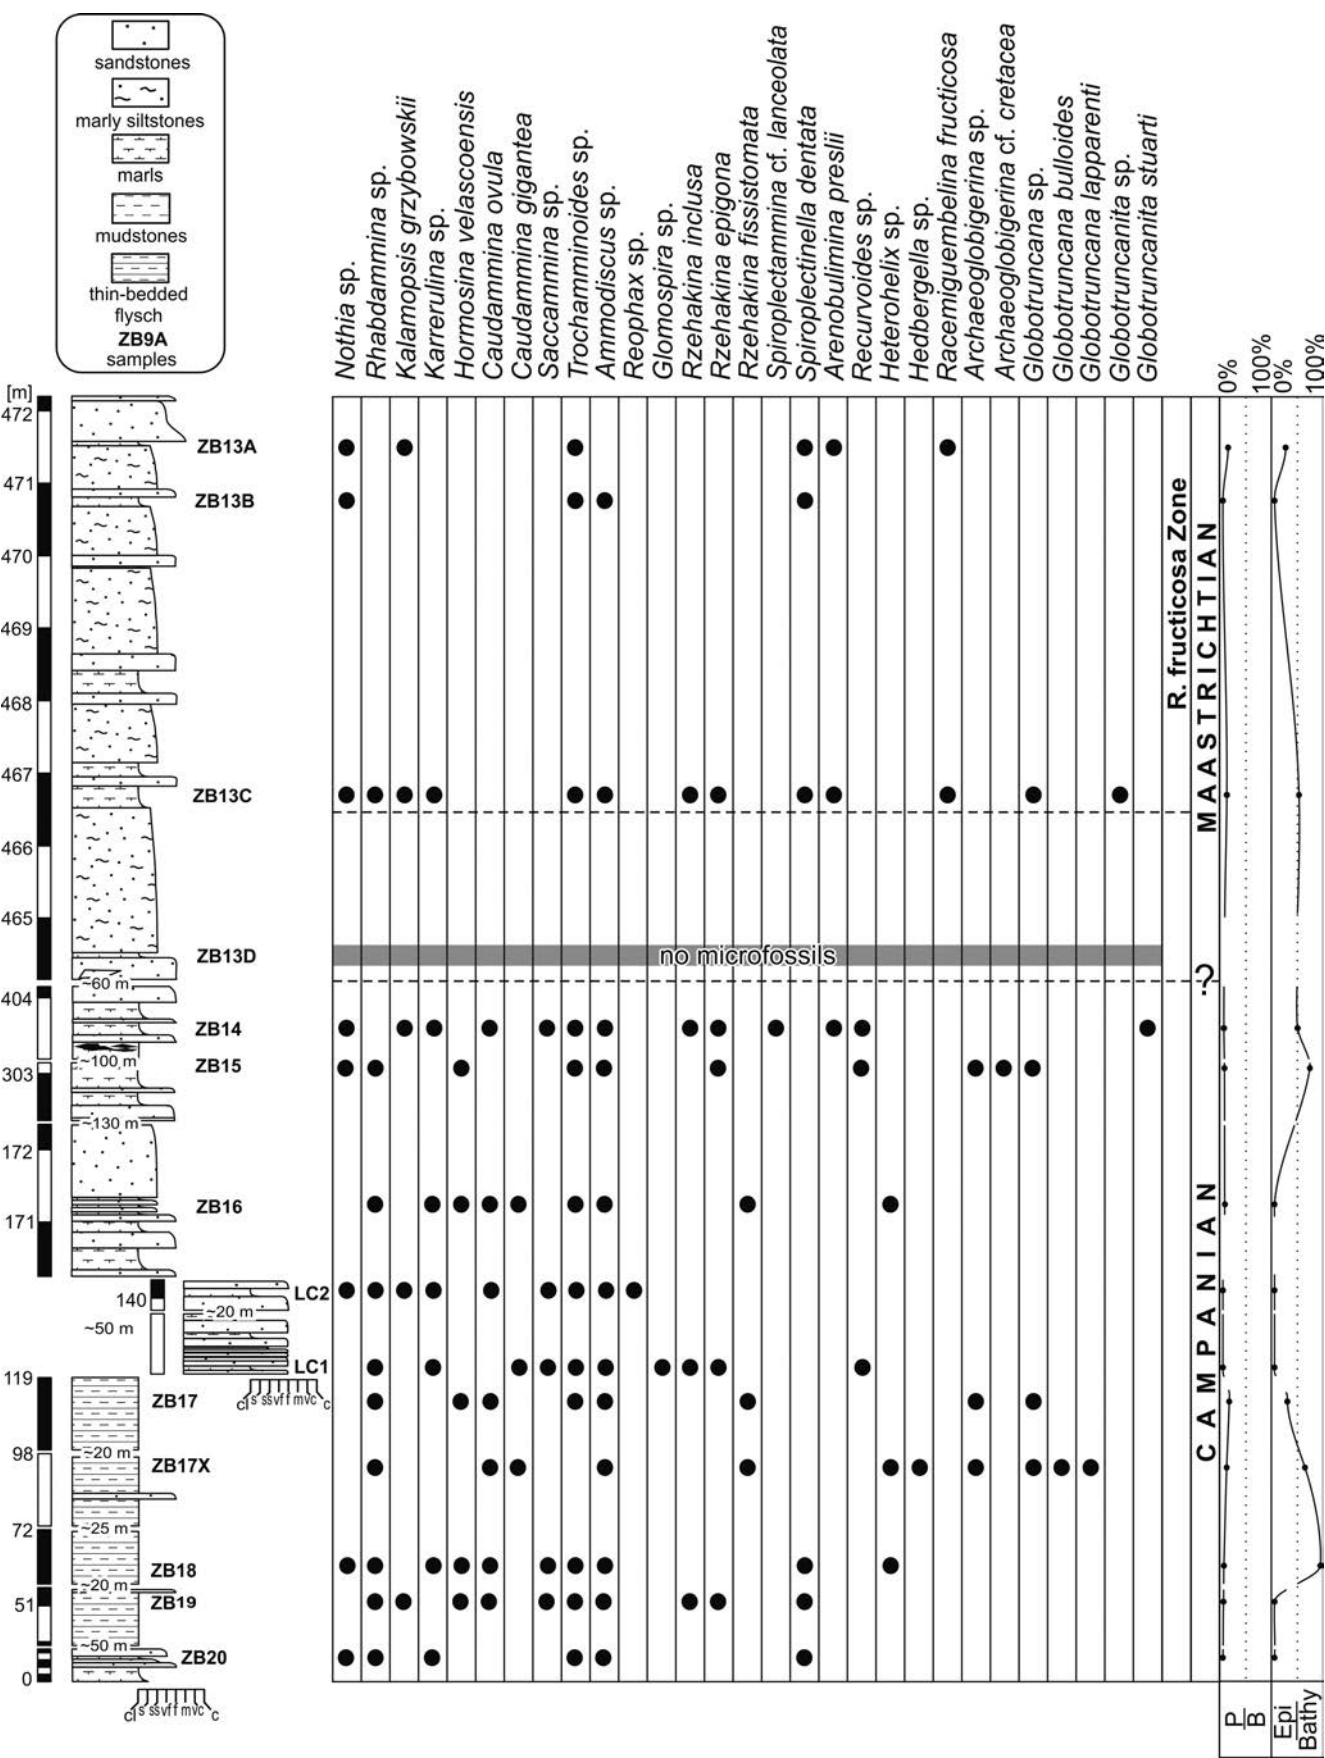 sandstones
marly siltstones
marls
mudstones
thin-bedded
flysch
ZB9A
samples
Nothia sp.
Rhabdammina sp.
Kalamopsis grzybowskii
Karrerulina sp.
Hormosina velascoensis
Caudammina ovula
Caudammina gigantea
Saccammina sp.
Trochamminoides sp.
Ammodiscus sp.
Reophax sp.
Glomospira sp.
Rzehakina inclusa
Rzehakina epigona
Rzehakina fissistomata
Spiroplectammina cf. lanceolata
Spiroplectinella dentata
Arenobulimina preslii
Recurvoides sp.
Heterohelix sp.
Hedbergella sp.
Racemiguembelina fructicosa
Archaeoglobigerina sp.
Archaeoglobigerina cf. cretacea
Globotruncana sp.
Globotruncana bulloides
Globotruncana lapparenti
Globotruncanita sp.
Globotruncanita stuarti
0%
100%
0%
100%
[m]
472
ZB13A
471
ZB13B
470
469
468
467
ZB13C
466
465
ZB13D
no microfossils
~60 m
404
ZB14
~100 m
ZB15
303
~130 m
172
ZB16
171
LC2
140
~20 m
~50 m
LC1
119
cl s ssvf f mvc c
ZB17
~20 m
98
ZB17X
~25 m
72
ZB18
~20 m
51
ZB19
~50 m
ZB20
0
cl s ssvf f mvc c
R. fructicosa Zone
MAASTRICHTIAN
?
CAMPANIAN
P
B
Epi
Bathy